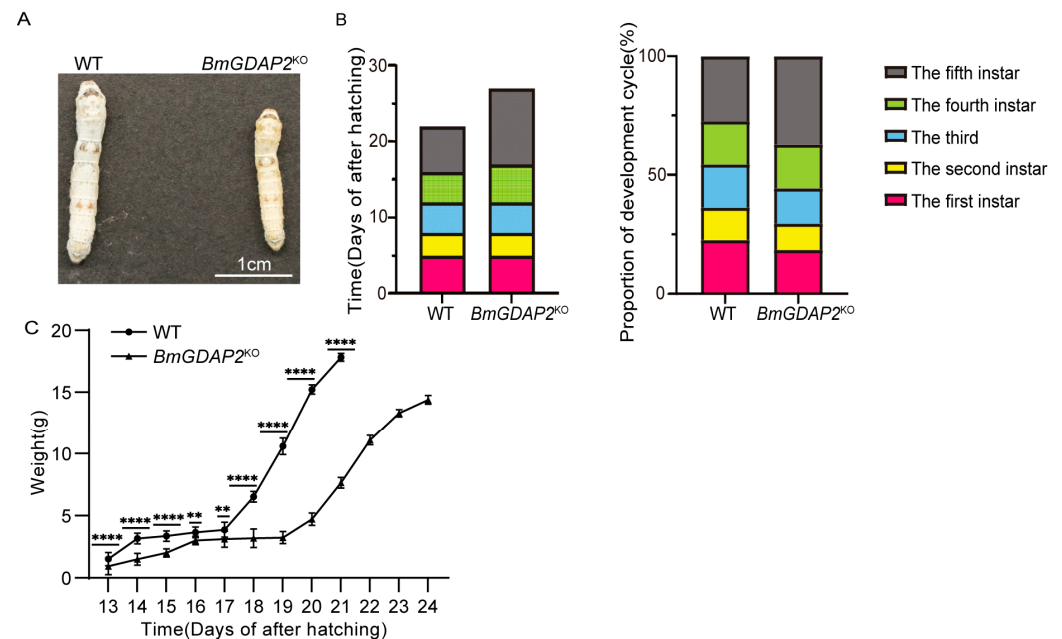 A
WT
BmGDAP2KO
1cm
B
Time(Days of after hatching)
30
20
10
0
WT
BmGDAP2KO
Proportion of development cycle(%)
100
50
0
WT
BmGDAP2KO
The fifth instar
The fourth instar
The third
The second instar
The first instar
C
WT
BmGDAP2KO
Weight(g)
20
15
10
5
0
****
****
****
**
**
****
****
****
****
13 14 15 16 17 18 19 20 21 22 23 24
Time(Days of after hatching)